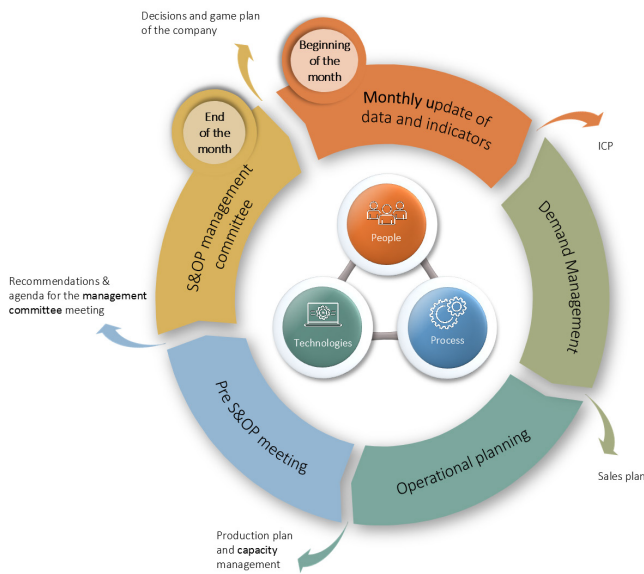 Decisions and game plan
of the company
Beginning
of the
month
Monthly update of
data and indicators
ICP
End
of the
month
S&OP management
committee
Demand Management
People
Technologies
Process
Recommendations &
agenda for the management
committee meeting
Pre S&OP meeting
Operational planning
Sales plan
Production plan
and capacity
management